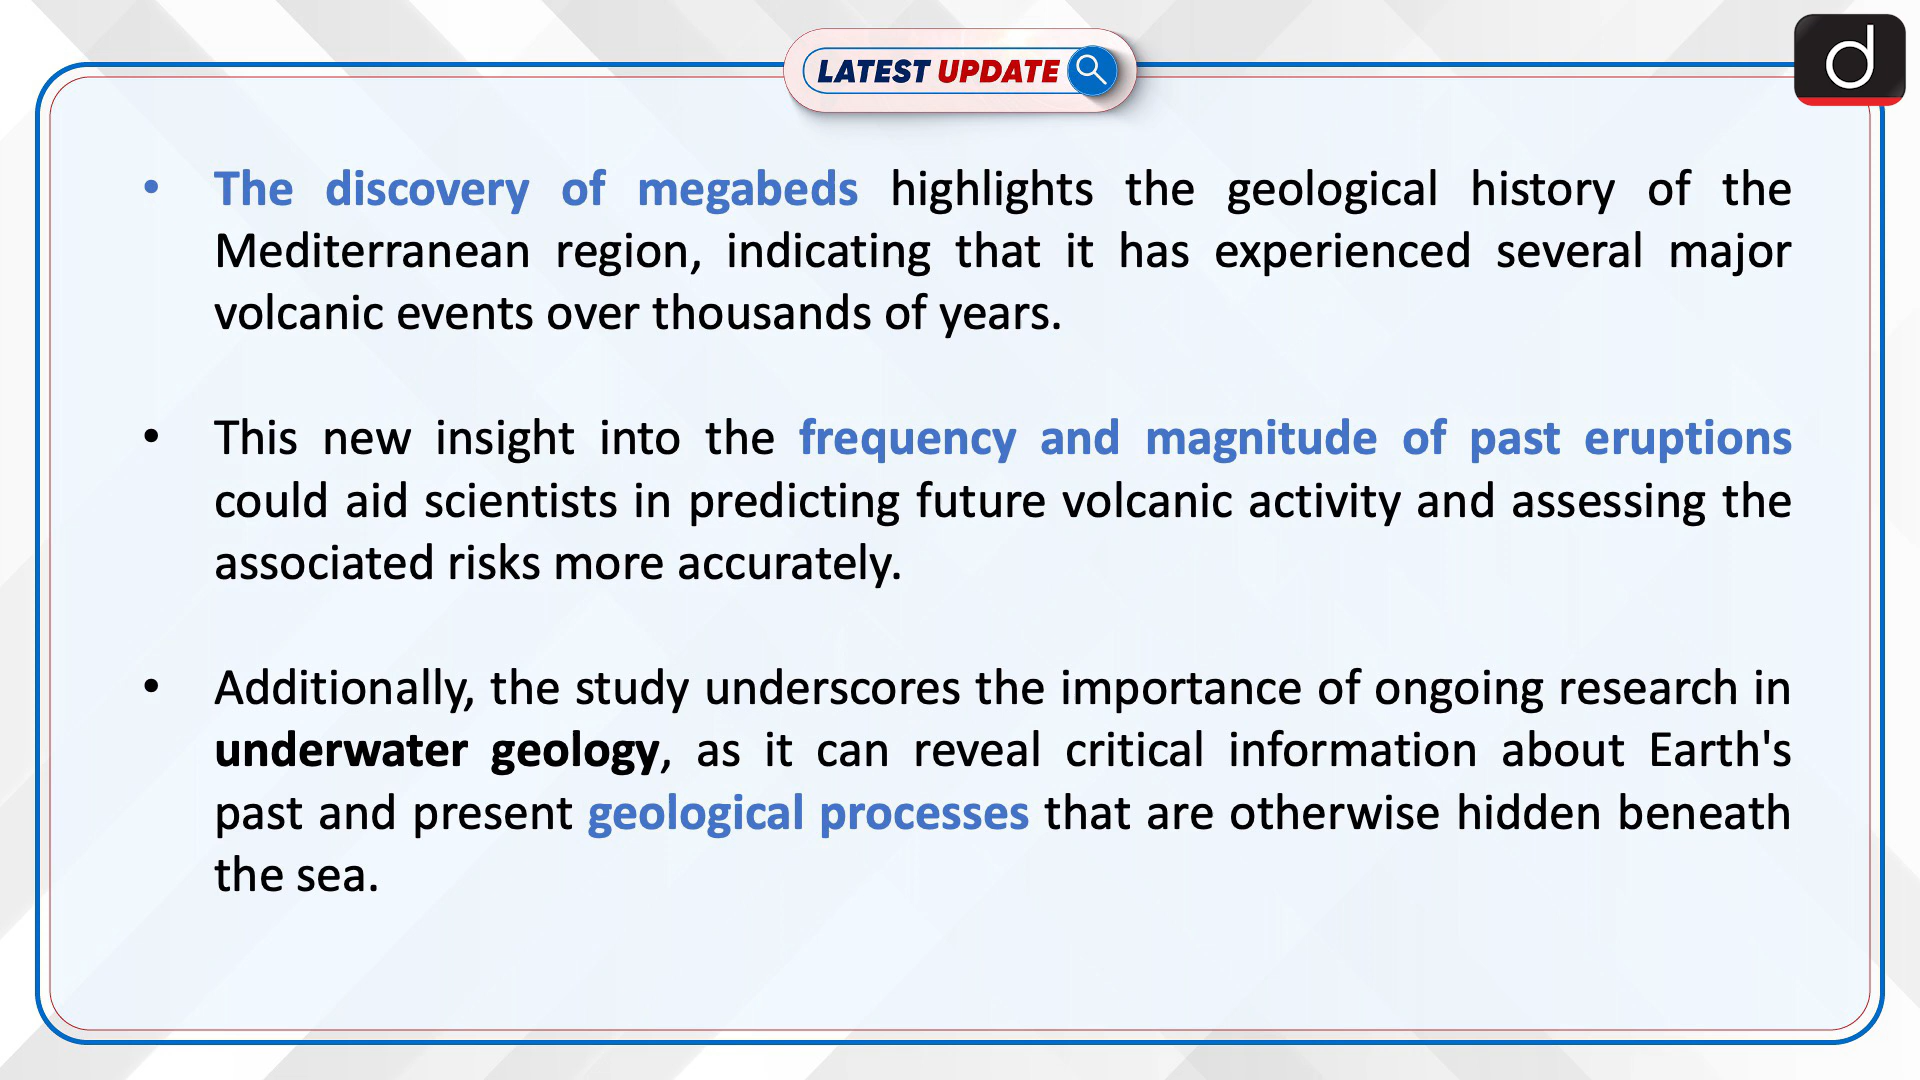 LATEST UPDATE
d
• The discovery of megabeds highlights the geological history of the
Mediterranean region, indicating that it has experienced several major
volcanic events over thousands of years.
• This new insight into the frequency and magnitude of past eruptions
could aid scientists in predicting future volcanic activity and assessing the
associated risks more accurately.
• Additionally, the study underscores the importance of ongoing research in
underwater geology, as it can reveal critical information about Earth's
past and present geological processes that are otherwise hidden beneath
the sea.